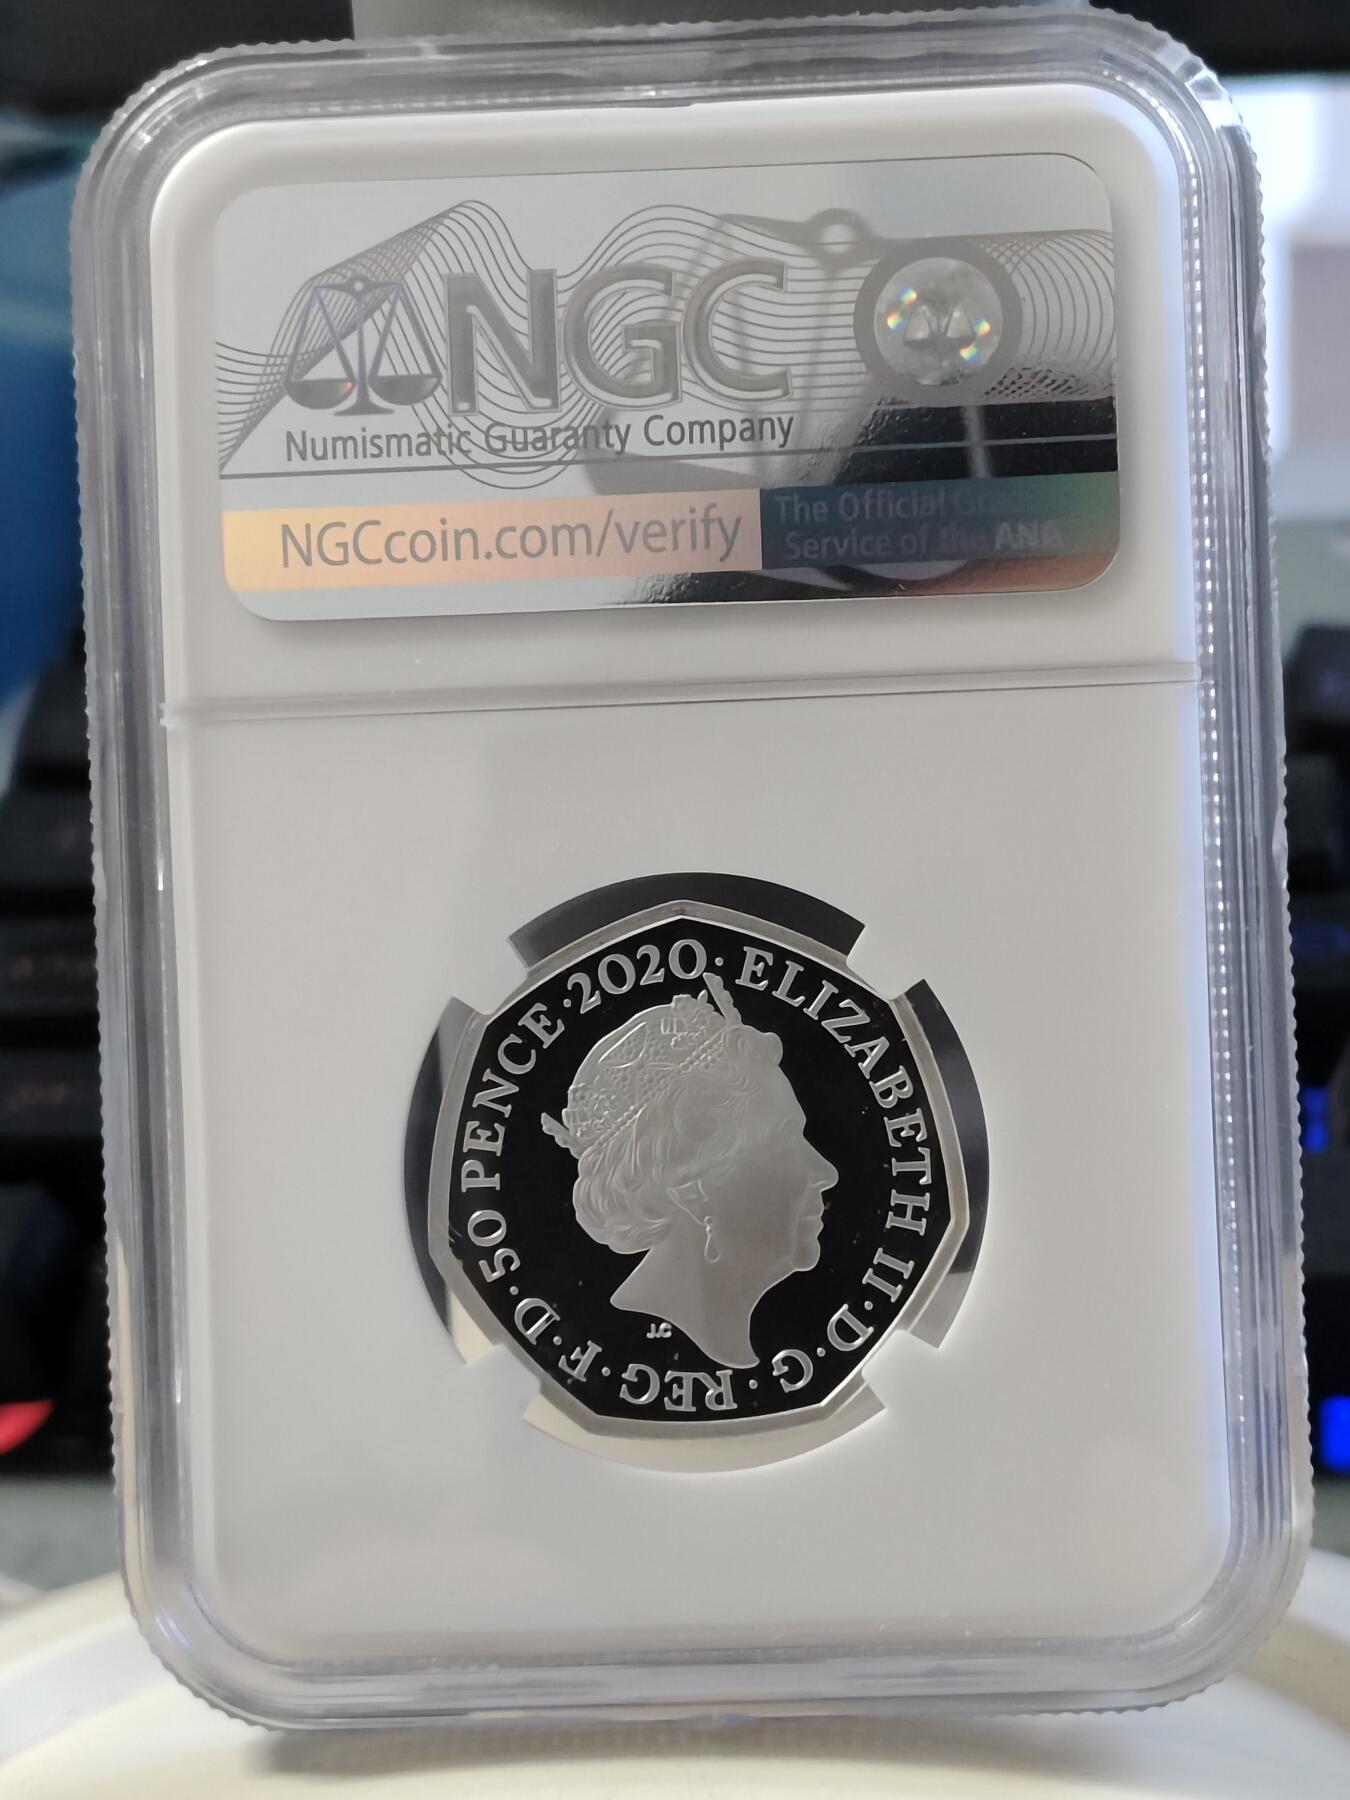 NGC
Numismatic Guaranty Company
NGCcoin.com/verify
The Official Grading
Service of the ANA
· ELIZABETH II · D · G · REG · F · D · 50 PENCE · 2020
J.C